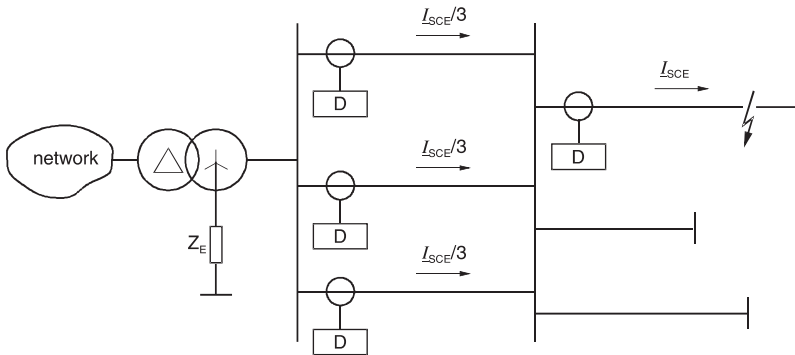 I_SCE/3
I_SCE
D
network
I_SCE/3
D
D
Z_E
I_SCE/3
D